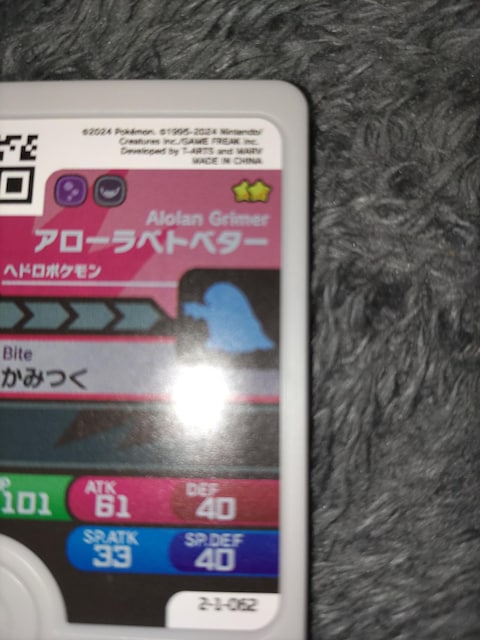 ©2024 Pokémon. ©1995-2024 Nintendo/
Creatures Inc./GAME FREAK inc.
Developed by T-ARTS and MARV
MADE IN CHINA
Alolan Grimer
アローラベトベター
ヘドロポケモン
Bite
かみつく
101
ATK
61
DEF
40
SP.ATK
33
SP.DEF
40
2-1-062